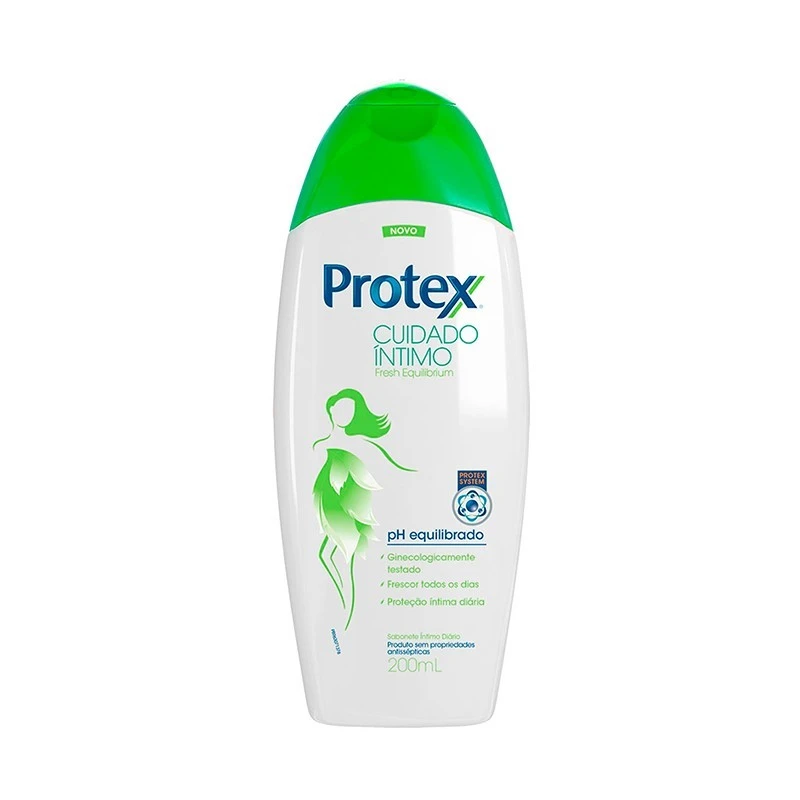 NOVO
Protex
CUIDADO
ÍNTIMO
Fresh Equilibrium
PROTEX
SYSTEM
pH equilibrado
Ginecologicamente
testado
Frescor todos os dias
Proteção íntima diária
Sabonete Íntimo Diário
Produto sem propriedades
antissépticas
200mL